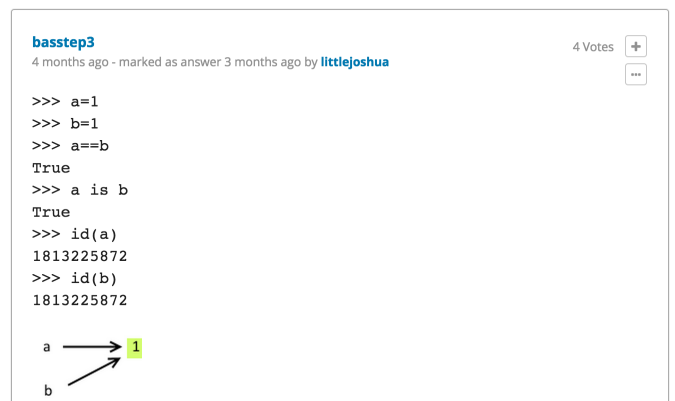 basstep3
4 Votes
+
4 months ago - marked as answer 3 months ago by littlejoshua
...
>>> a=1
>>> b=1
>>> a==b
True
>>> a is b
True
>>> id(a)
1813225872
>>> id(b)
1813225872
a 1
b